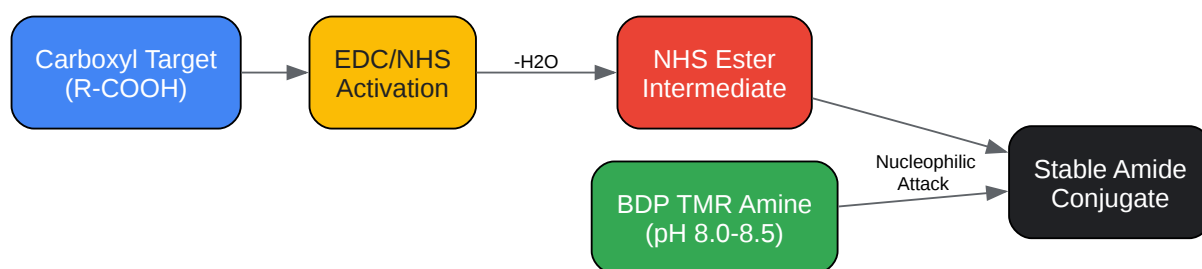 Carboxyl Target
(R-COOH)
EDC/NHS
Activation
-H2O
NHS Ester
Intermediate
BDP TMR Amine
(pH 8.0-8.5)
Nucleophilic
Attack
Stable Amide
Conjugate